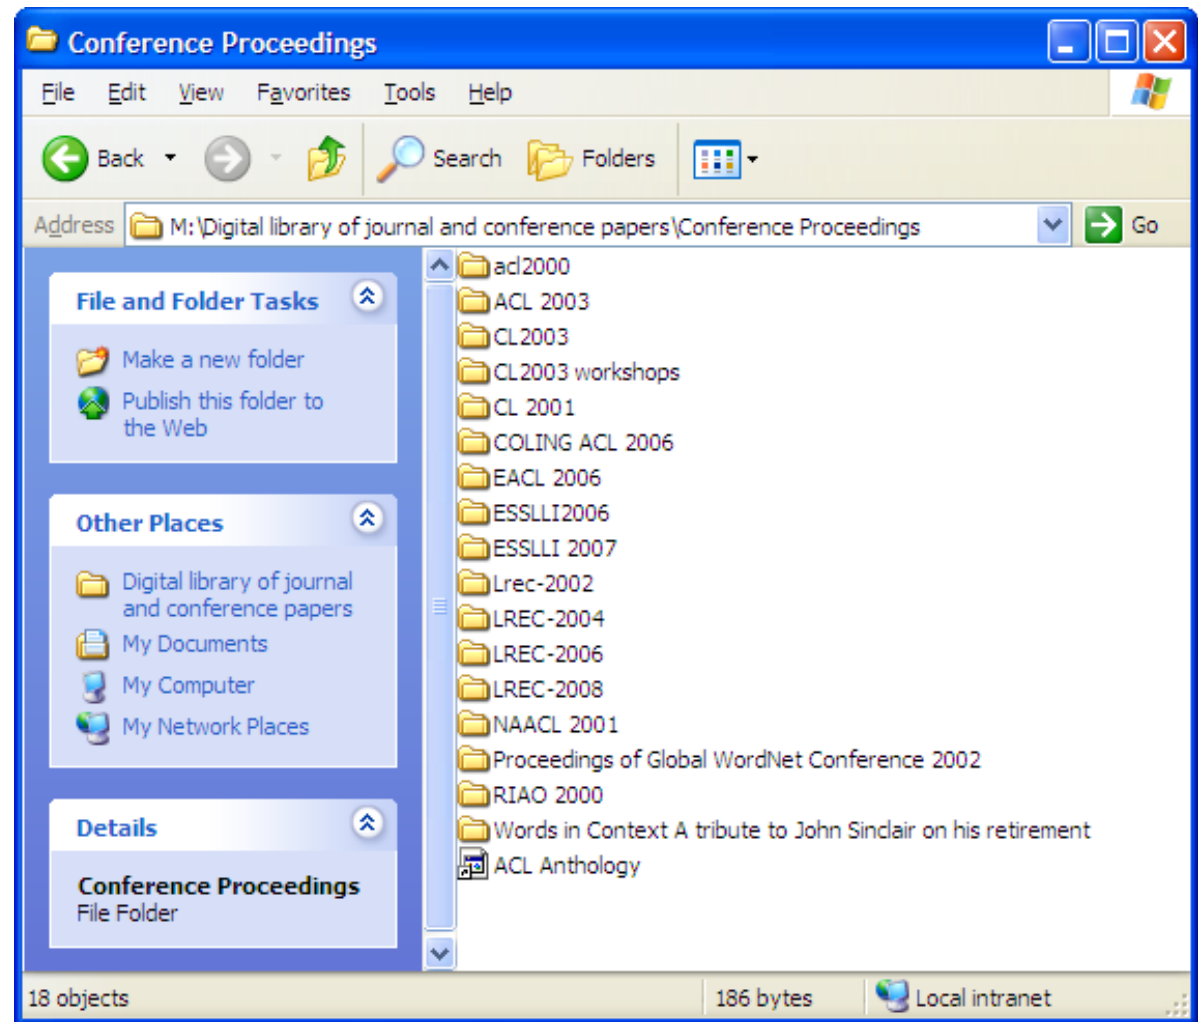 Conference Proceedings
File Edit View Favorites Tools Help
Back Search Folders
Address M:\Digital library of journal and conference papers\Conference Proceedings Go
File and Folder Tasks
Make a new folder
Publish this folder to
the Web
Other Places
Digital library of journal
and conference papers
My Documents
My Computer
My Network Places
Details
Conference Proceedings
File Folder
acl2000
ACL 2003
CL2003
CL2003 workshops
CL 2001
COLING ACL 2006
EACL 2006
ESSLLI2006
ESSLLI 2007
Lrec-2002
LREC-2004
LREC-2006
LREC-2008
NAACL 2001
Proceedings of Global WordNet Conference 2002
RIAO 2000
Words in Context A tribute to John Sinclair on his retirement
ACL Anthology
18 objects 186 bytes Local intranet